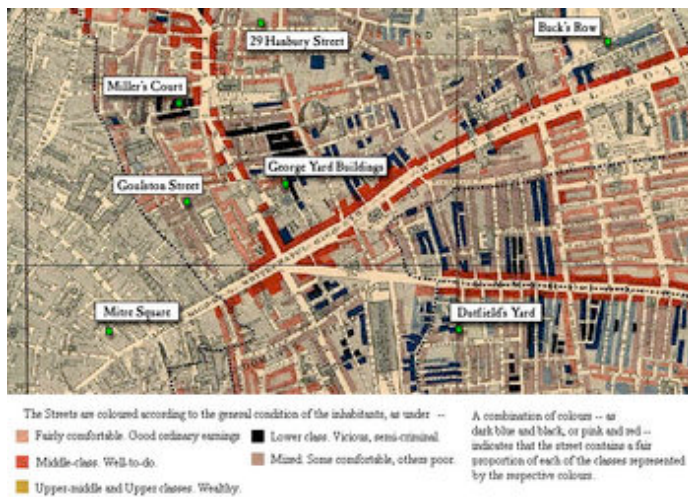 29 Hanbury Street
Buck's Row
Miller's Court
George Yard Buildings
Goulston Street
Mitre Square
Dutfield's Yard
The Streets are coloured according to the general condition of the inhabitants, as under --
Fairly comfortable. Good ordinary earnings
Middle-class. Well-to-do.
Upper-middle and Upper classes. Wealthy.
Lower class. Vicious, semi-criminal.
Mixed. Some comfortable, others poor.
A combination of colours -- as
dark blue and black, or pink and red --
indicates that the street contains a fair
proportion of each of the classes represented
by the respective colours.